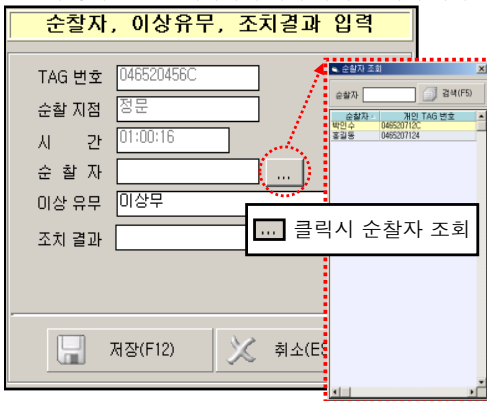 순찰자, 이상유무, 조치결과 입력
TAG 번호 046520456C
순찰 지점 정문
시 간 01:00:16
순 찰 자 ...
이상 유무 이상무
조치 결과
저장(F12) 취소(E
순찰자 조회
순찰자 검색(F5)
순찰자 개인 TAG 번호
박인수 046520712C
홍길동 0465207124
... 클릭시 순찰자 조회